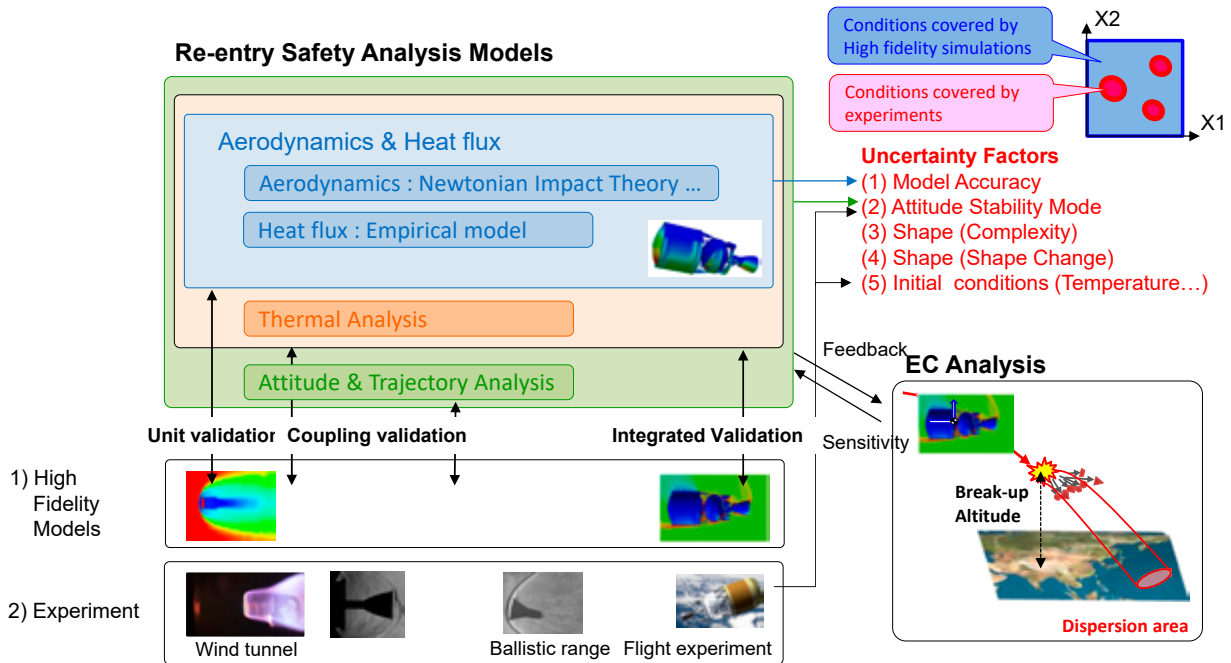 Re-entry Safety Analysis Models
Aerodynamics & Heat flux
Aerodynamics : Newtonian Impact Theory ...
Heat flux : Empirical model
Thermal Analysis
Attitude & Trajectory Analysis
Conditions covered by
High fidelity simulations
Conditions covered by
experiments
X2
X1
Uncertainty Factors
(1) Model Accuracy
(2) Attitude Stability Mode
(3) Shape (Complexity)
(4) Shape (Shape Change)
(5) Initial conditions (Temperature…)
Feedback
Sensitivity
Unit validation
Coupling validation
Integrated Validation
1) High
Fidelity
Models
2) Experiment
Wind tunnel
Ballistic range
Flight experiment
EC Analysis
Break-up
Altitude
Dispersion area